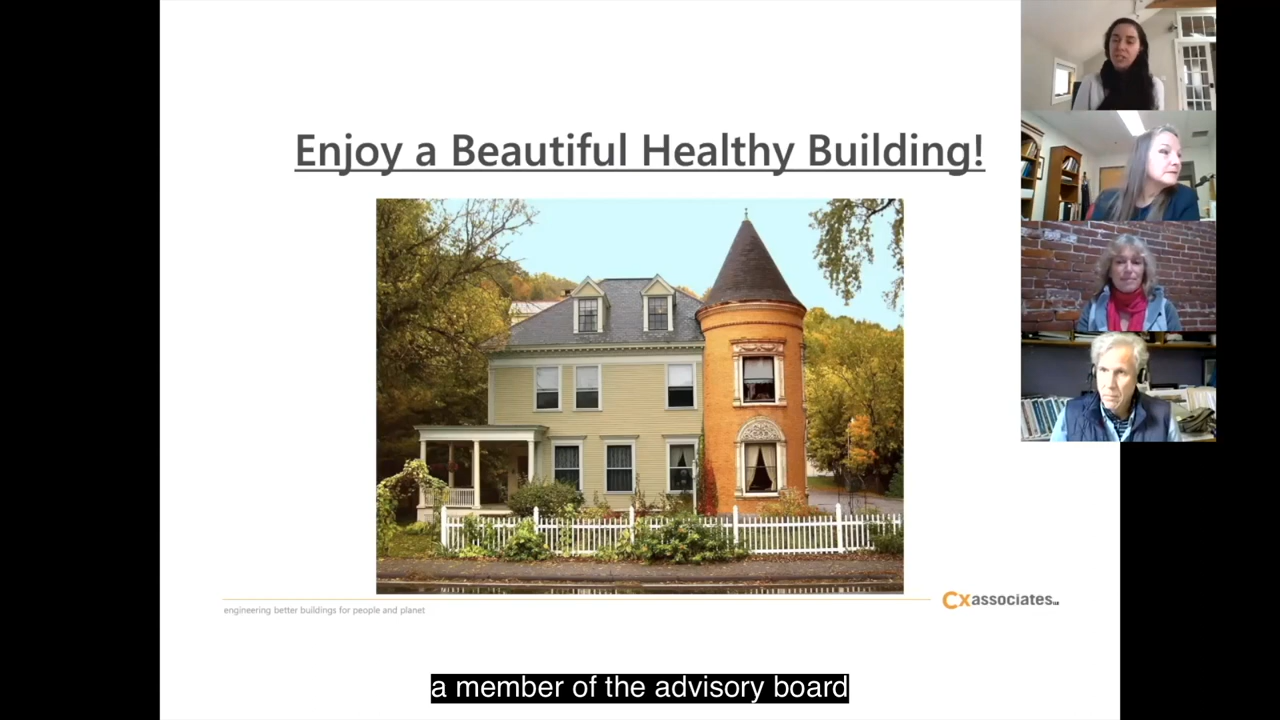 Enjoy a Beautiful Healthy Building!
engineering better buildings for people and planet
Cxassociates
a member of the advisory board